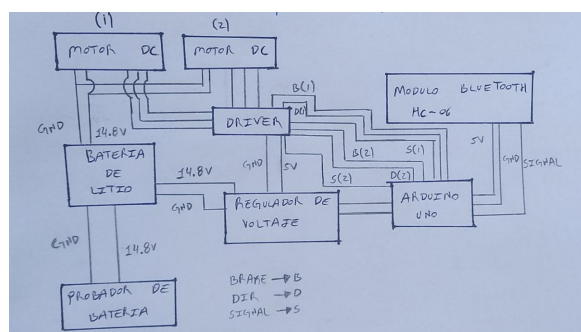 (1)
(2)
MOTOR DC
MOTOR DC
B(1)
D(1)
MODULO BLUETOOTH
HC-06
DRIVER
GND
14.8V
B(2)
S(1)
5V
GND
SIGNAL
BATERIA
DE
LITIO
14.8V
GND
GND
5V
S(2)
D(2)
REGULADOR DE
VOLTAJE
ARDUINO
UNO
GND
14.8V
PROBADOR DE
BATERIA
BRAKE → B
DIR → D
SIGNAL → S